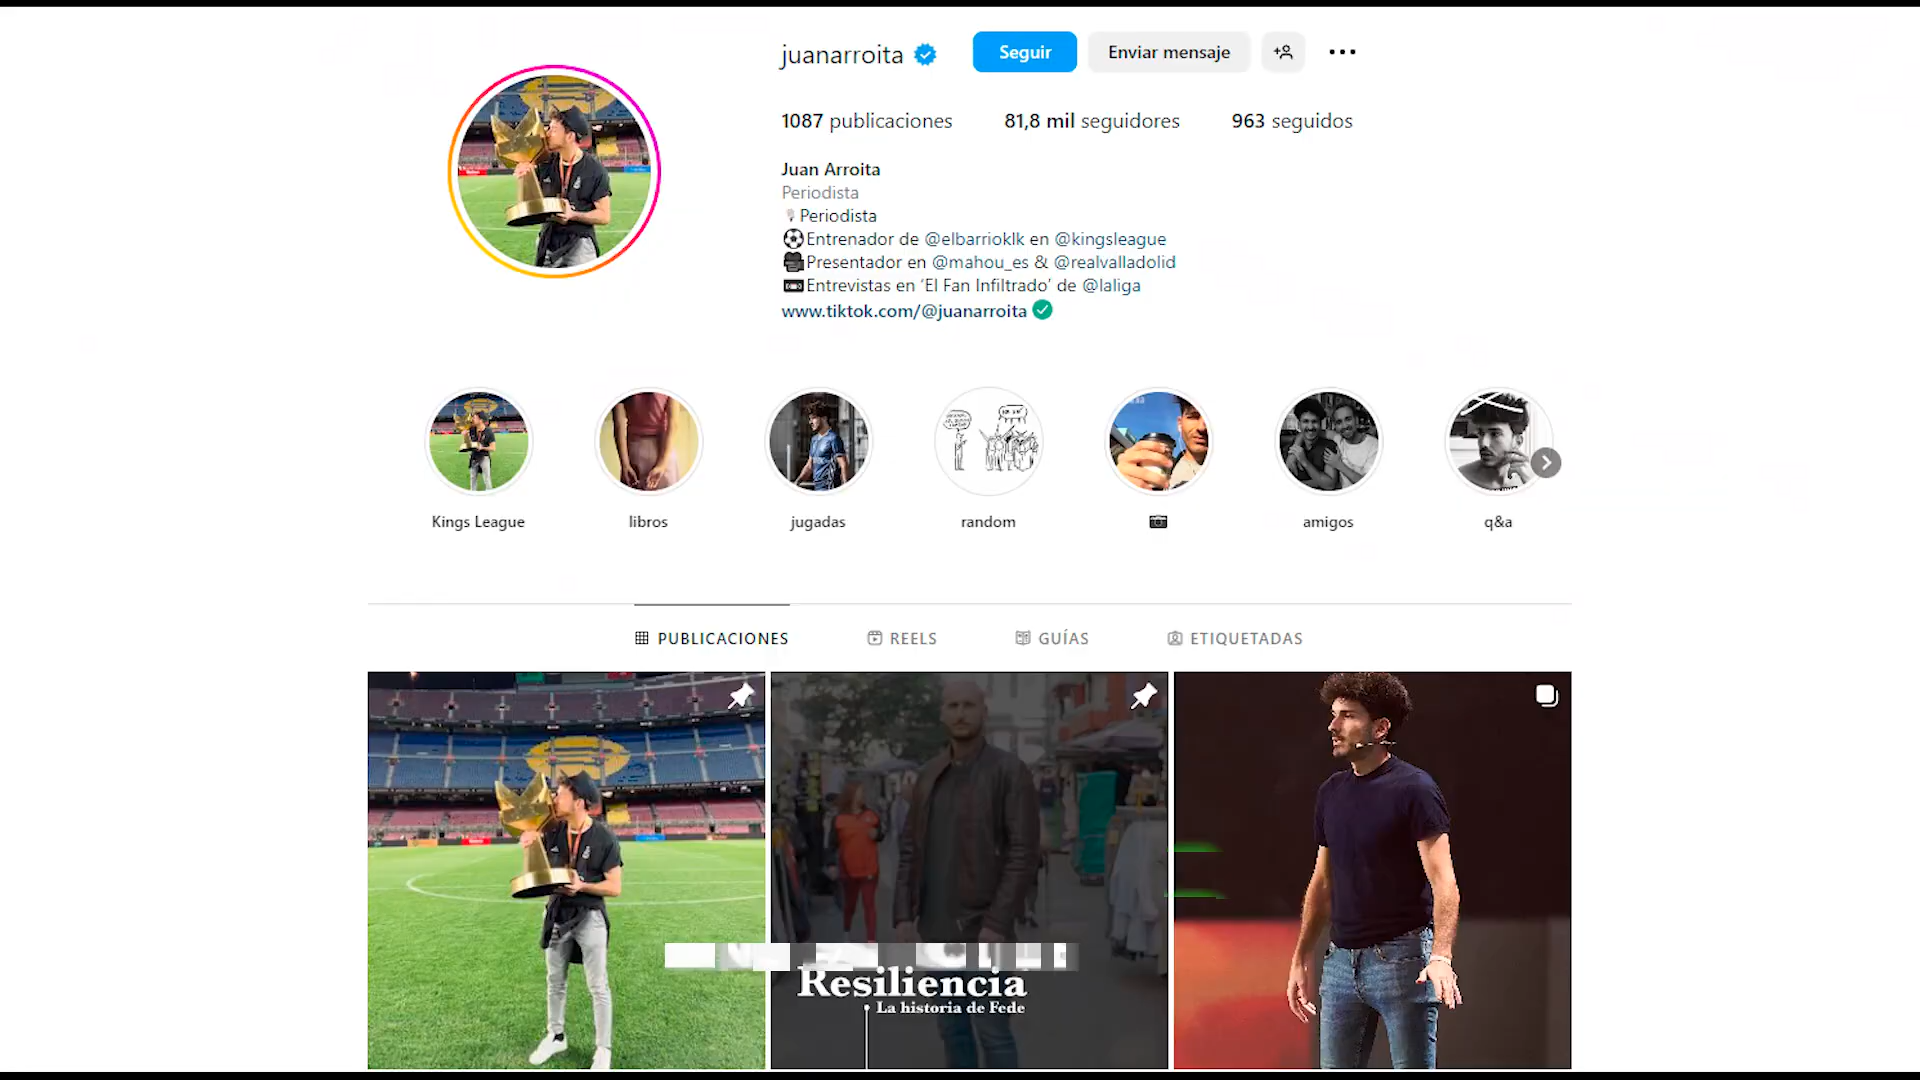 juanarroita
Seguir
Enviar mensaje
1087 publicaciones
81,8 mil seguidores
963 seguidos
Juan Arroita
Periodista
Periodista
Entrenador de @elbarrioklk en @kingsleague
Presentador en @mahou_es & @realvalladolid
Entrevistas en ‘El Fan Infiltrado’ de @laliga
www.tiktok.com/@juanarroita
Kings League
libros
jugadas
random
amigos
q&a
PUBLICACIONES
REELS
GUÍAS
ETIQUETADAS
Resiliencia
La historia de Fede